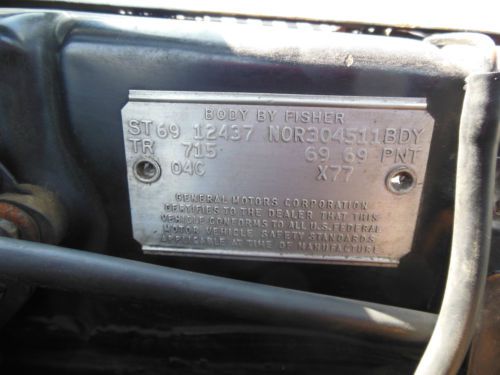 BODY BY FISHER
ST 69 12437 NOR304511 BDY
TR 715 69 69 PNT
04C X77
GENERAL MOTORS CORPORATION
CERTIFIES TO THE DEALER THAT THIS
VEHICLE CONFORMS TO ALL U.S. FEDERAL
MOTOR VEHICLE SAFETY STANDARDS
APPLICABLE AT TIME OF MANUFACTURE